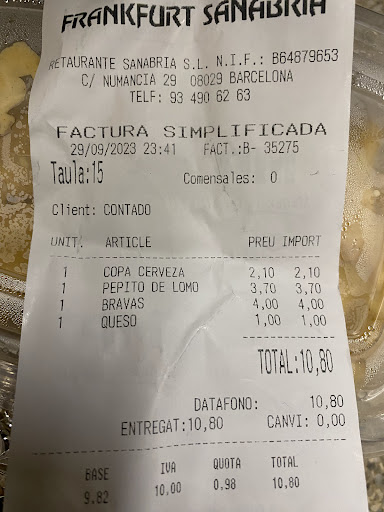 FRANKFURT SANABRIA
RETAURANTE SANABRIA S.L. N.I.F.: B64879653
C/ NUMANCIA 29 08029 BARCELONA
TELF: 93 490 62 63
FACTURA SIMPLIFICADA
29/09/2023 23:41 FACT.:B- 35275
Taula:15 Comensales: 0
Client: CONTADO
UNIT. ARTICLE PREU IMPORT
1 COPA CERVEZA 2,10 2,10
1 PEPITO DE LOMO 3,70 3,70
1 BRAVAS 4,00 4,00
1 QUESO 1,00 1,00
TOTAL:10,80
DATAFONO: 10,80
ENTREGAT:10,80 CANVI: 0,00
BASE IVA QUOTA TOTAL
9.82 10,00 0,98 10,80